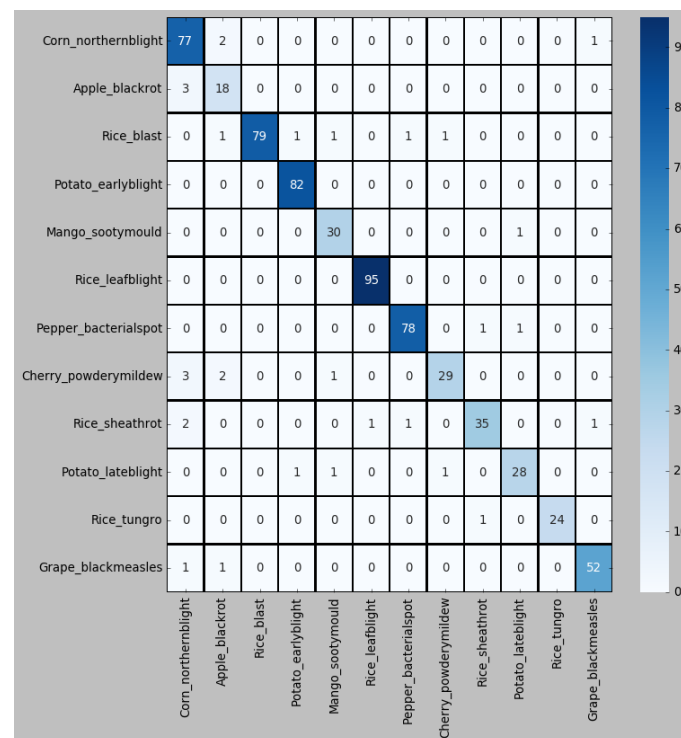 Corn_northernblight 77 2 0 0 0 0 0 0 0 0 0 1
Apple_blackrot 3 18 0 0 0 0 0 0 0 0 0 0
Rice_blast 0 1 79 1 1 0 1 1 0 0 0 0
Potato_earlyblight 0 0 0 82 0 0 0 0 0 0 0 0
Mango_sootymould 0 0 0 0 30 0 0 0 0 1 0 0
Rice_leafblight 0 0 0 0 0 95 0 0 0 0 0 0
Pepper_bacterialspot 0 0 0 0 0 0 78 0 1 1 0 0
Cherry_powderymildew 3 2 0 0 1 0 0 29 0 0 0 0
Rice_sheathrot 2 0 0 0 0 1 1 0 35 0 0 1
Potato_lateblight 0 0 0 1 1 0 0 1 0 28 0 0
Rice_tungro 0 0 0 0 0 0 0 0 1 0 24 0
Grape_blackmeasles 1 1 0 0 0 0 0 0 0 0 0 52
Corn_northernblight
Apple_blackrot
Rice_blast
Potato_earlyblight
Mango_sootymould
Rice_leafblight
Pepper_bacterialspot
Cherry_powderymildew
Rice_sheathrot
Potato_lateblight
Rice_tungro
Grape_blackmeasles
0